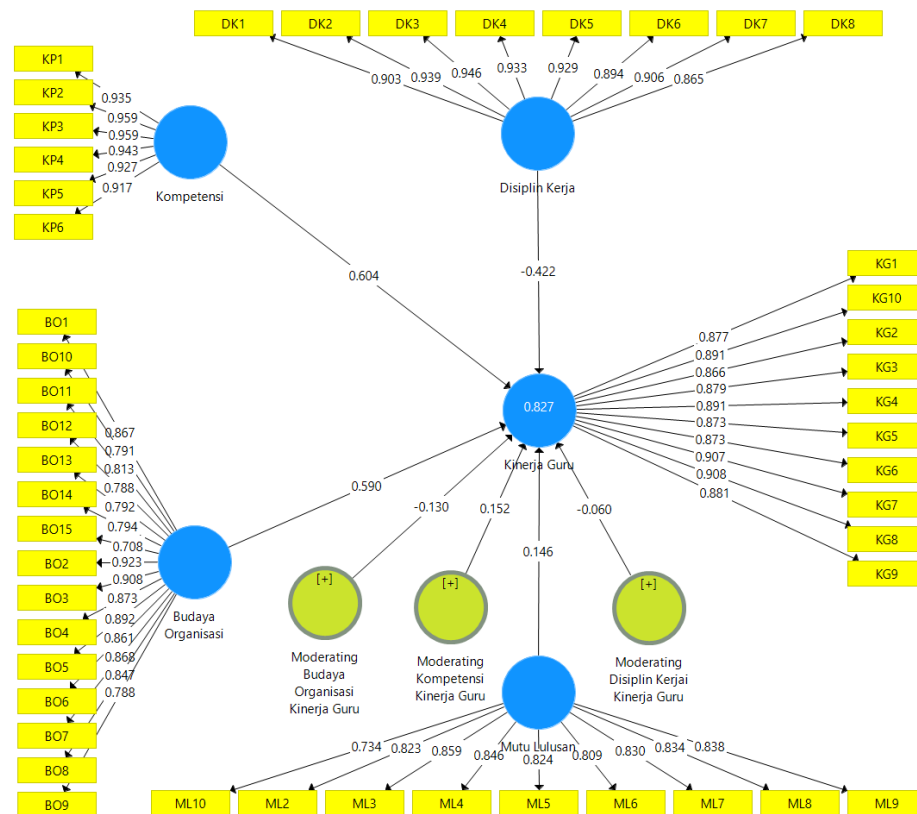 DK1
DK2
DK3
DK4
DK5
DK6
DK7
DK8
0.903
0.939
0.946
0.933
0.929
0.894
0.906
0.865
Disiplin Kerja
KP1
KP2
KP3
KP4
KP5
KP6
0.935
0.959
0.959
0.943
0.927
0.917
Kompetensi
0.604
-0.422
KG1
KG10
KG2
KG3
KG4
KG5
KG6
KG7
KG8
KG9
0.877
0.891
0.866
0.879
0.891
0.873
0.873
0.907
0.908
0.881
0.827
Kinerja Guru
BO1
BO10
BO11
BO12
BO13
BO14
BO15
BO2
BO3
BO4
BO5
BO6
BO7
BO8
BO9
0.867
0.791
0.813
0.788
0.792
0.794
0.708
0.923
0.908
0.873
0.892
0.861
0.868
0.847
0.788
Budaya
Organisasi
0.590
-0.130
0.152
0.146
-0.060
[+]
Moderating
Budaya
Organisasi
Kinerja Guru
[+]
Moderating
Kompetensi
Kinerja Guru
[+]
Moderating
Disiplin Kerjai
Kinerja Guru
Mutu Lulusan
0.734
0.823
0.859
0.846
0.824
0.809
0.830
0.834
0.838
ML10
ML2
ML3
ML4
ML5
ML6
ML7
ML8
ML9